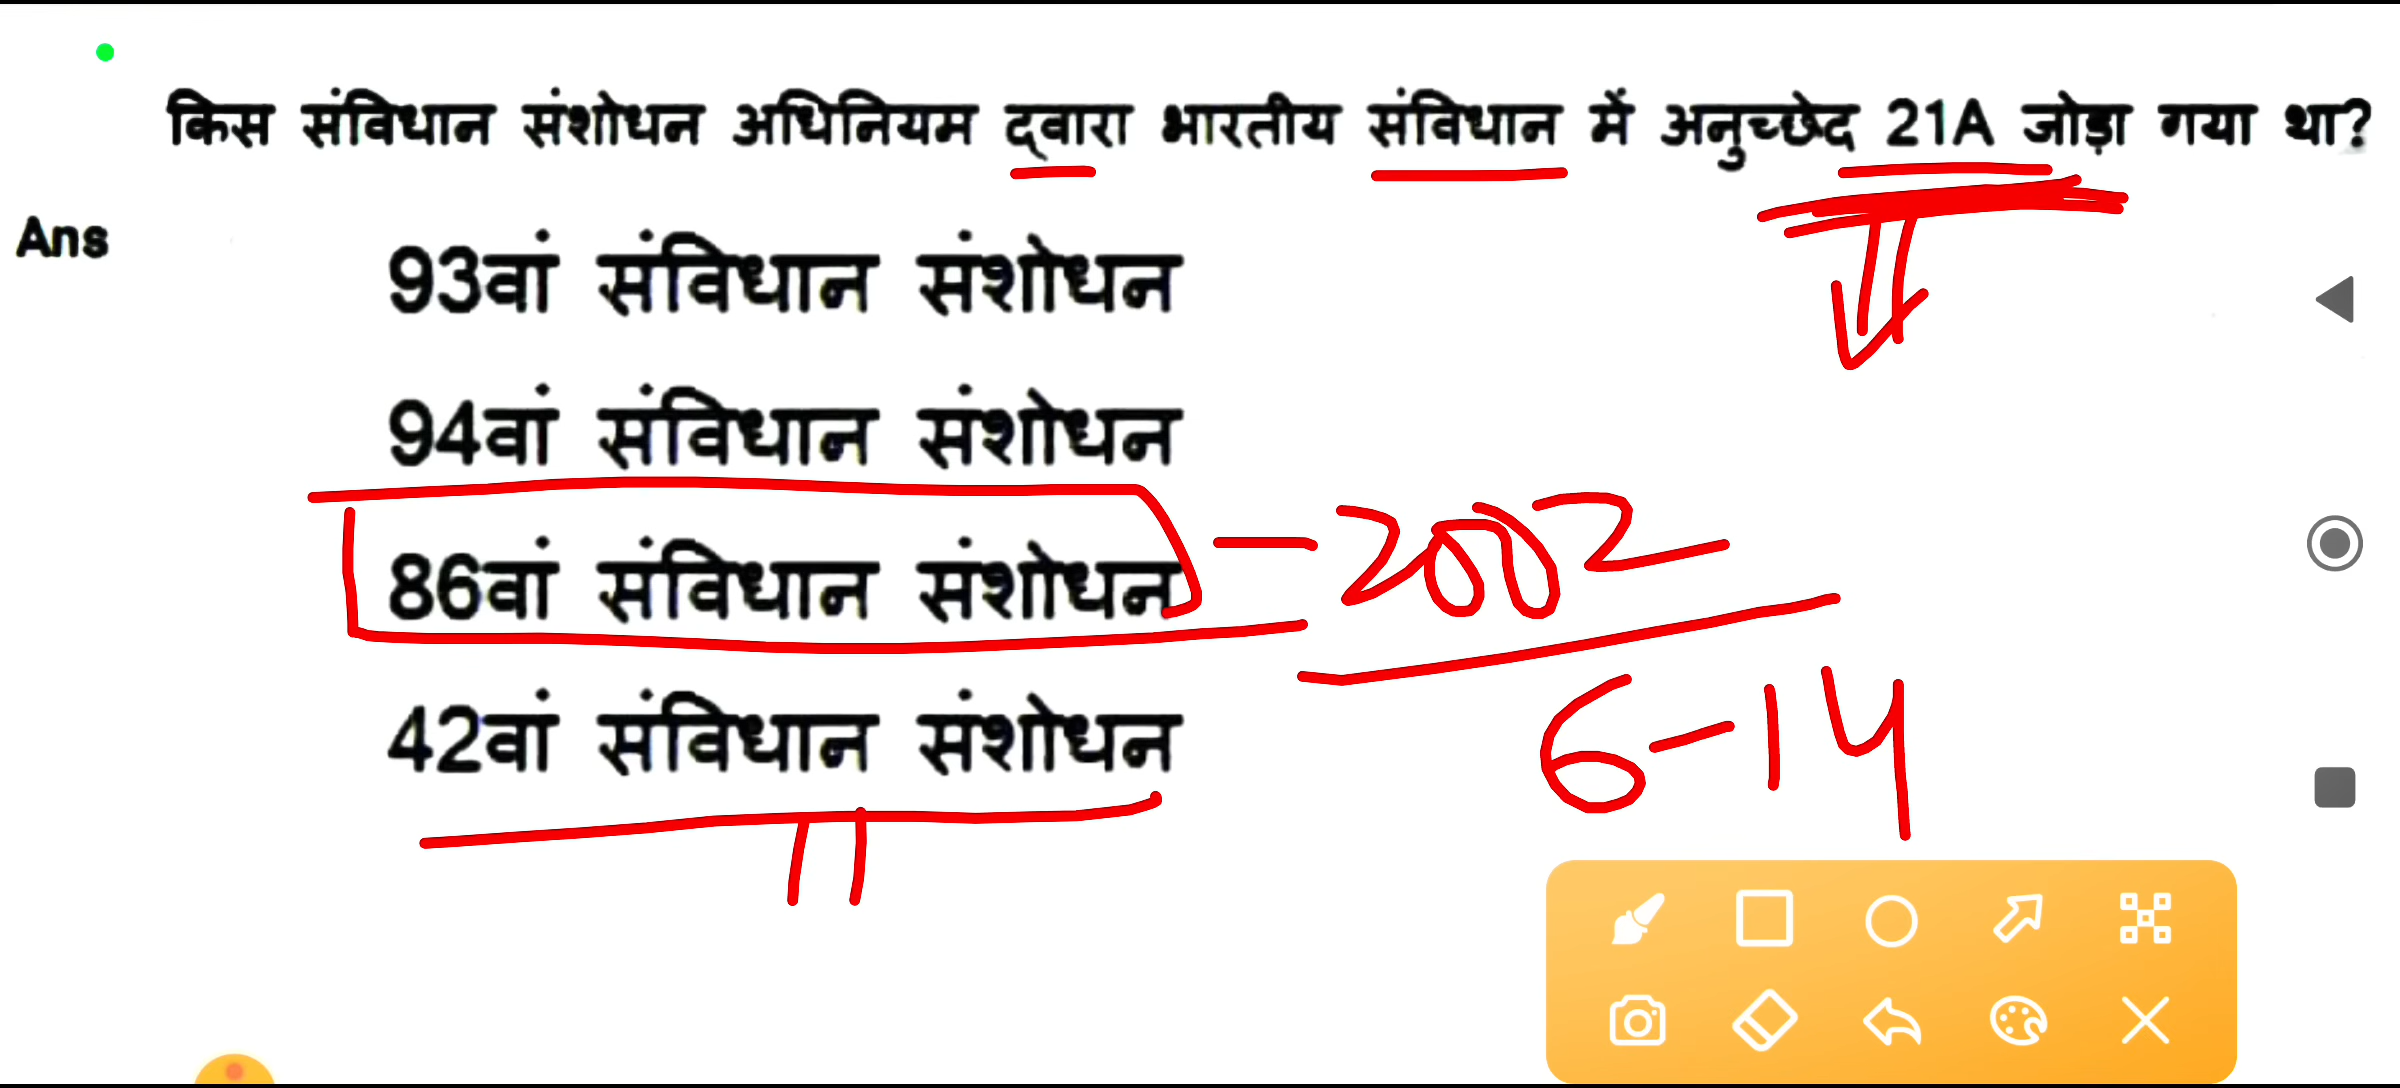 किस संविधान संशोधन अधिनियम द्वारा भारतीय संविधान में अनुच्छेद 21A जोड़ा गया था?
Ans
93वां संविधान संशोधन
94वां संविधान संशोधन
86वां संविधान संशोधन - 2002
6-14
42वां संविधान संशोधन